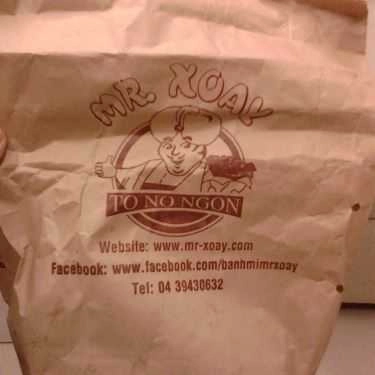 MR. XOAY
TO NO NGON
Website: www.mr-xoay.com
Facebook: www.facebook.com/banhmimrxoay
Tel: 04 39430632